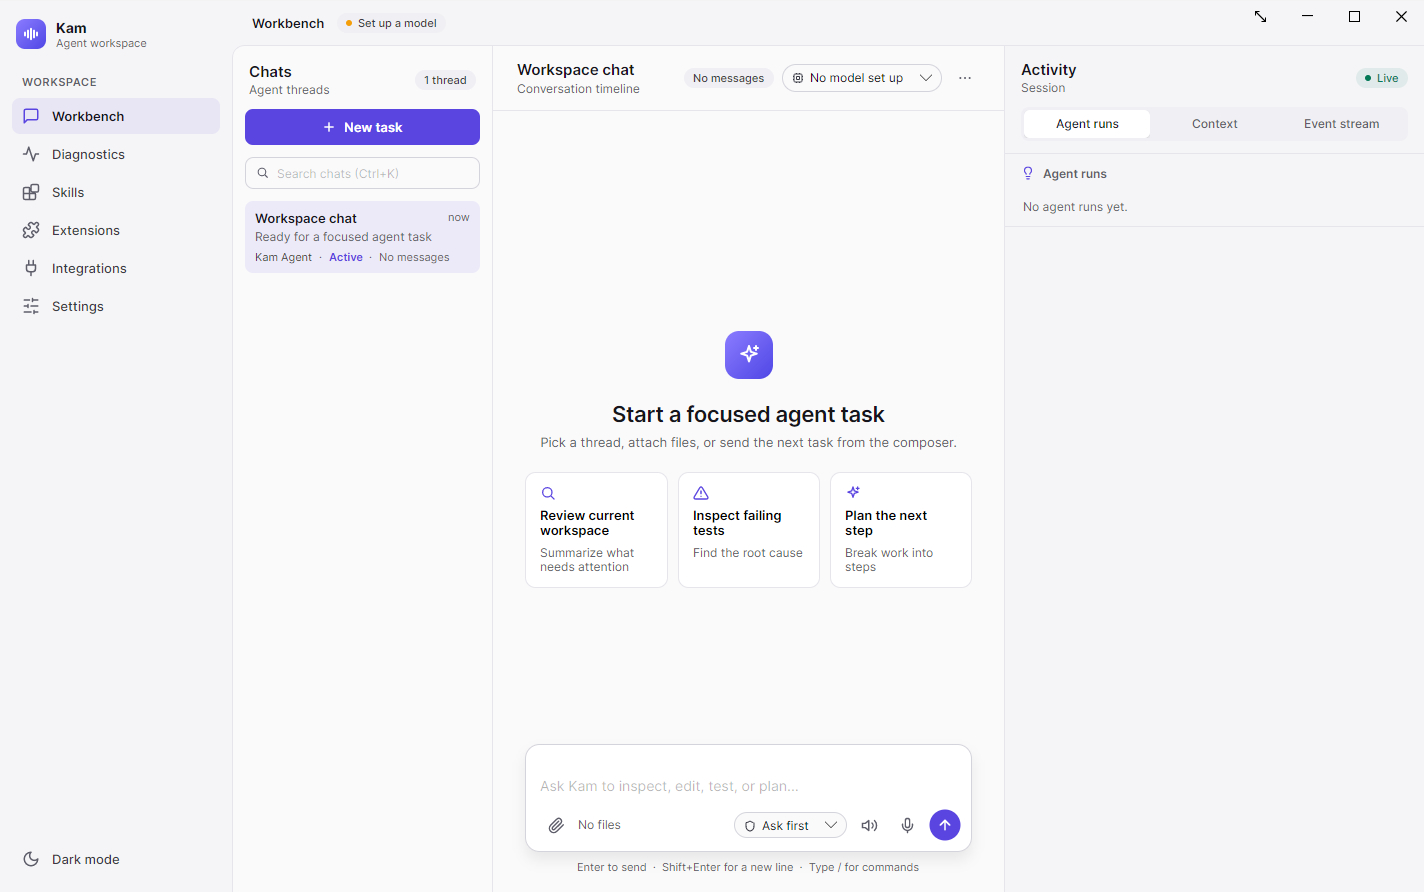 Kam
Agent workspace
WORKSPACE
Workbench
Diagnostics
Skills
Extensions
Integrations
Settings
Dark mode
Workbench
Set up a model
Chats
Agent threads
1 thread
New task
Search chats (Ctrl+K)
Workspace chat
now
Ready for a focused agent task
Kam Agent · Active · No messages
Workspace chat
Conversation timeline
No messages
No model set up
Start a focused agent task
Pick a thread, attach files, or send the next task from the composer.
Review current
workspace
Summarize what
needs attention
Inspect failing
tests
Find the root cause
Plan the next
step
Break work into
steps
Ask Kam to inspect, edit, test, or plan...
No files
Ask first
Enter to send · Shift+Enter for a new line · Type / for commands
Activity
Session
Live
Agent runs
Context
Event stream
Agent runs
No agent runs yet.